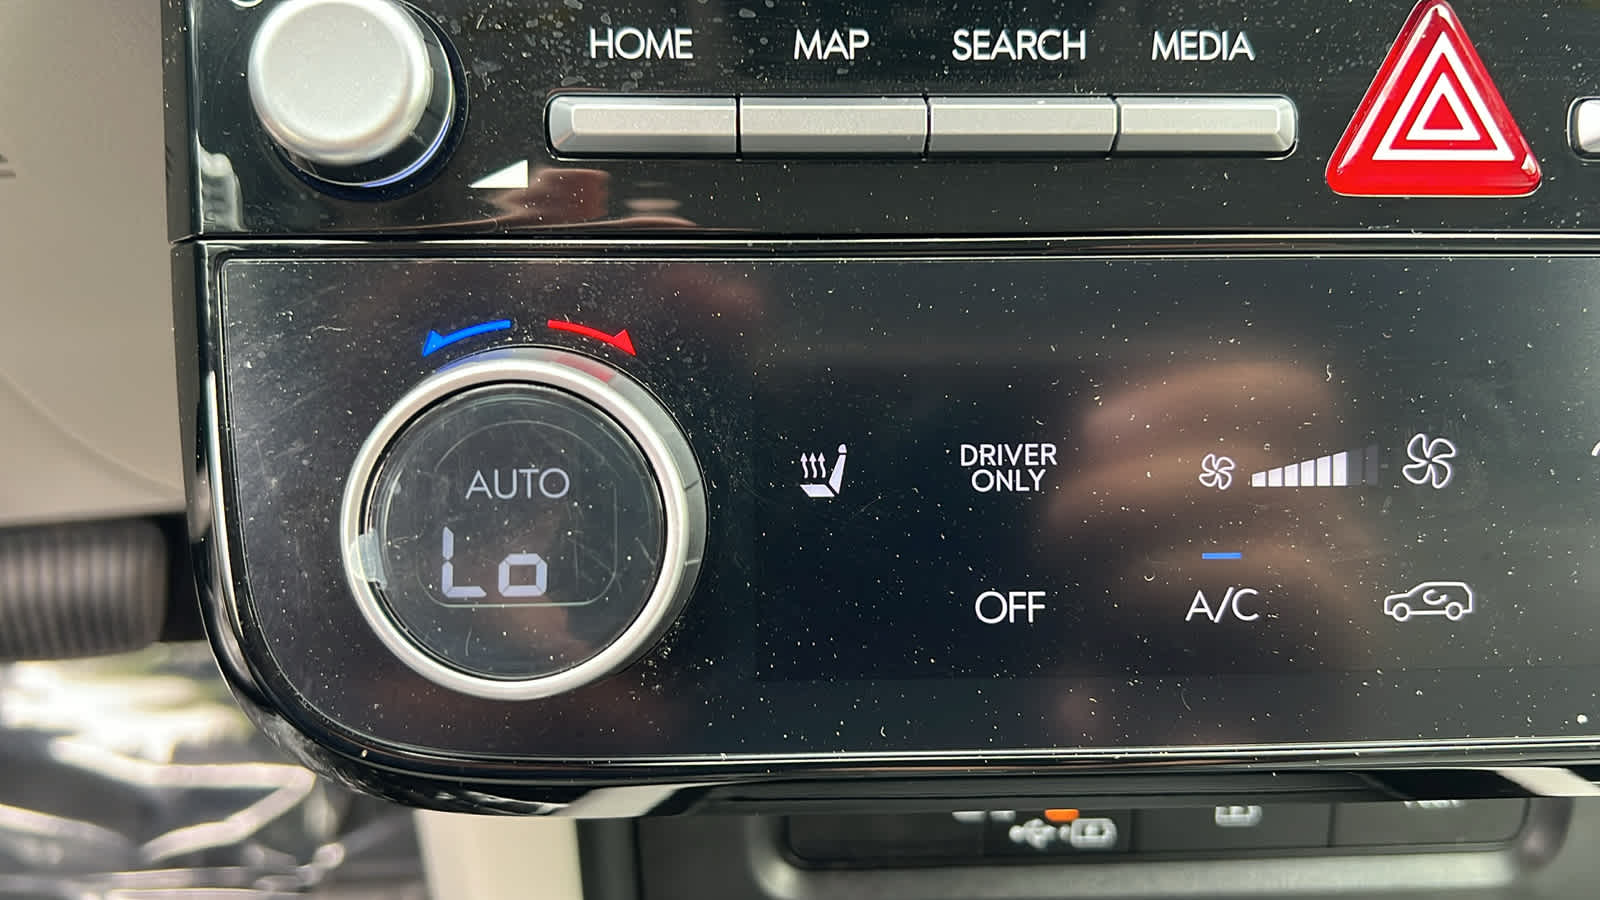 HOME MAP SEARCH MEDIA
AUTO
Lo
DRIVER
ONLY
OFF
A/C